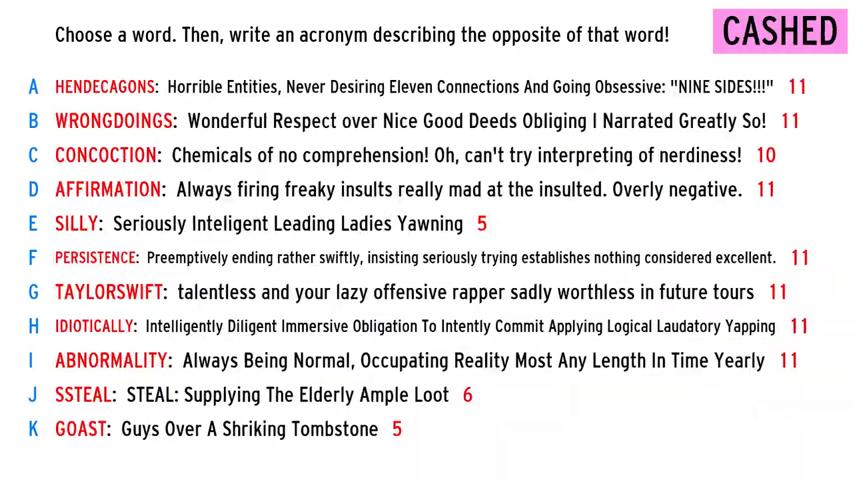 Choose a word. Then, write an acronym describing the opposite of that word!
CASHED
A HENDECAGONS: Horrible Entities, Never Desiring Eleven Connections And Going Obsessive: "NINE SIDES!!!" 11
B WRONGDOINGS: Wonderful Respect over Nice Good Deeds Obliging I Narrated Greatly So! 11
C CONCOCTION: Chemicals of no comprehension! Oh, can't try interpreting of nerdiness! 10
D AFFIRMATION: Always firing freaky insults really mad at the insulted. Overly negative. 11
E SILLY: Seriously Inteligent Leading Ladies Yawning 5
F PERSISTENCE: Preemptively ending rather swiftly, insisting seriously trying establishes nothing considered excellent. 11
G TAYLORSWIFT: talentless and your lazy offensive rapper sadly worthless in future tours 11
H IDIOTICALLY: Intelligently Diligent Immersive Obligation To Intently Commit Applying Logical Laudatory Yapping 11
I ABNORMALITY: Always Being Normal, Occupating Reality Most Any Length In Time Yearly 11
J SSTEAL: STEAL: Supplying The Elderly Ample Loot 6
K GOAST: Guys Over A Shriking Tombstone 5